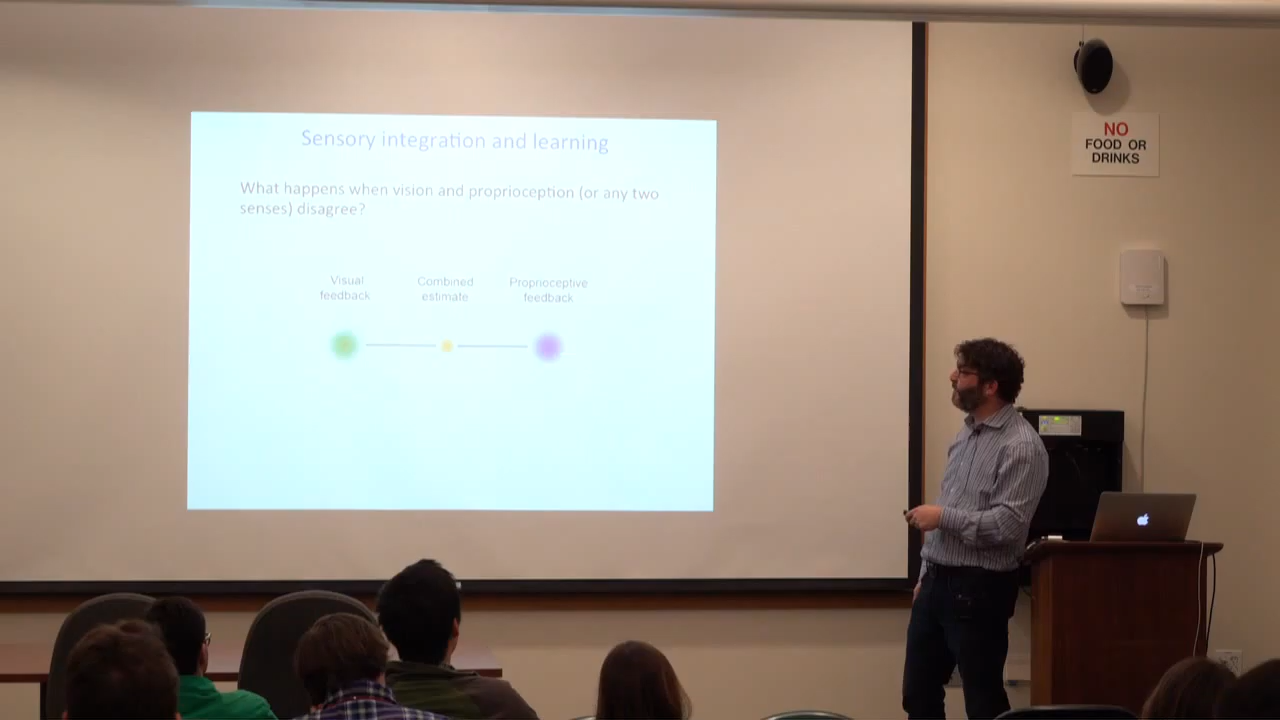 Sensory integration and learning
What happens when vision and proprioception (or any two
senses) disagree?
Visual
feedback
Combined
estimate
Proprioceptive
feedback
NO
FOOD OR
DRINKS